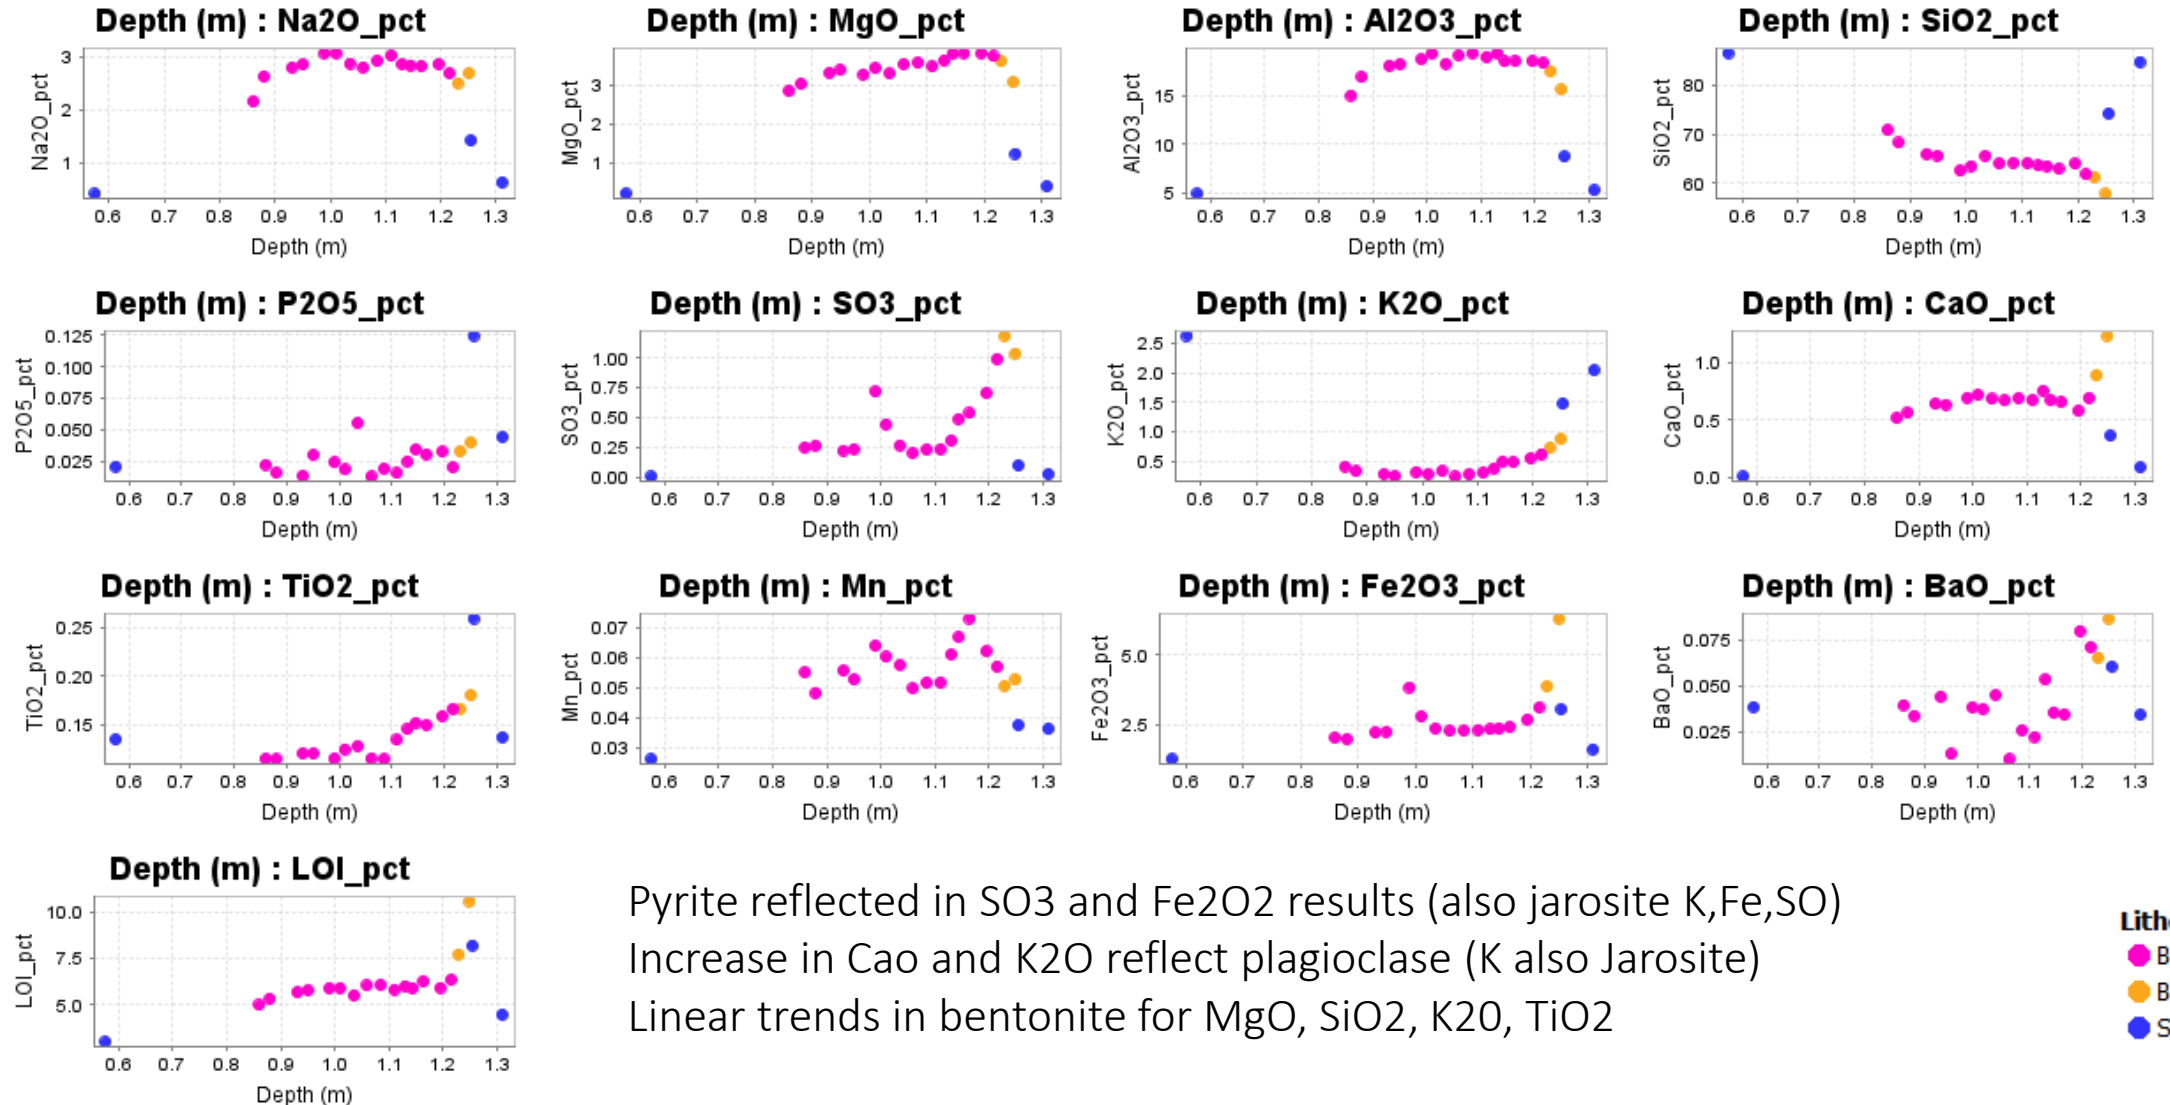 Depth (m) : Na2O_pct
Na2O_pct
3
2
1
0.6 0.7 0.8 0.9 1.0 1.1 1.2 1.3
Depth (m)
Depth (m) : MgO_pct
MgO_pct
3
2
1
0.6 0.7 0.8 0.9 1.0 1.1 1.2 1.3
Depth (m)
Depth (m) : Al2O3_pct
Al2O3_pct
15
10
5
0.6 0.7 0.8 0.9 1.0 1.1 1.2 1.3
Depth (m)
Depth (m) : SiO2_pct
SiO2_pct
80
70
60
0.6 0.7 0.8 0.9 1.0 1.1 1.2 1.3
Depth (m)
Depth (m) : P2O5_pct
P2O5_pct
0.125
0.100
0.075
0.050
0.025
0.6 0.7 0.8 0.9 1.0 1.1 1.2 1.3
Depth (m)
Depth (m) : SO3_pct
SO3_pct
1.00
0.75
0.50
0.25
0.00
0.6 0.7 0.8 0.9 1.0 1.1 1.2 1.3
Depth (m)
Depth (m) : K2O_pct
K2O_pct
2.5
2.0
1.5
1.0
0.5
0.6 0.7 0.8 0.9 1.0 1.1 1.2 1.3
Depth (m)
Depth (m) : CaO_pct
CaO_pct
1.0
0.5
0.0
0.6 0.7 0.8 0.9 1.0 1.1 1.2 1.3
Depth (m)
Depth (m) : TiO2_pct
TiO2_pct
0.25
0.20
0.15
0.6 0.7 0.8 0.9 1.0 1.1 1.2 1.3
Depth (m)
Depth (m) : Mn_pct
Mn_pct
0.07
0.06
0.05
0.04
0.03
0.6 0.7 0.8 0.9 1.0 1.1 1.2 1.3
Depth (m)
Depth (m) : Fe2O3_pct
Fe2O3_pct
5.0
2.5
0.6 0.7 0.8 0.9 1.0 1.1 1.2 1.3
Depth (m)
Depth (m) : BaO_pct
BaO_pct
0.075
0.050
0.025
0.6 0.7 0.8 0.9 1.0 1.1 1.2 1.3
Depth (m)
Depth (m) : LOI_pct
LOI_pct
10.0
7.5
5.0
0.6 0.7 0.8 0.9 1.0 1.1 1.2 1.3
Depth (m)
Pyrite reflected in SO3 and Fe2O2 results (also jarosite K,Fe,SO)
Increase in Cao and K2O reflect plagioclase (K also Jarosite)
Linear trends in bentonite for MgO, SiO2, K20, TiO2
Lith
B
B
S